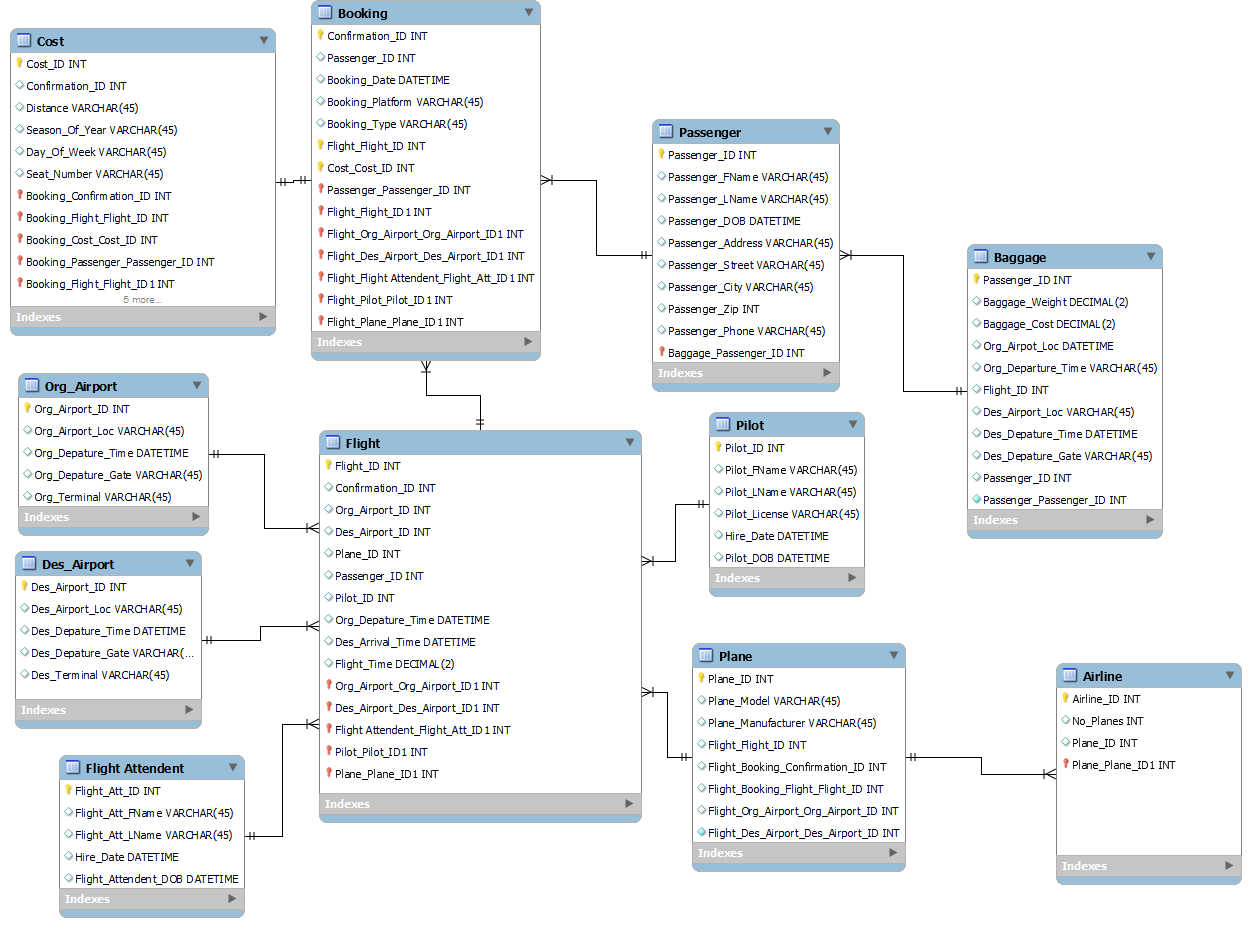 Cost
Cost_ID INT
Confirmation_ID INT
Distance VARCHAR(45)
Season_Of_Year VARCHAR(45)
Day_Of_Week VARCHAR(45)
Seat_Number VARCHAR(45)
Booking_Confirmation_ID INT
Booking_Flight_Flight_ID INT
Booking_Cost_Cost_ID INT
Booking_Passenger_Passenger_ID INT
Booking_Flight_Flight_ID1 INT
5 more...
Indexes
Booking
Confirmation_ID INT
Passenger_ID INT
Booking_Date DATETIME
Booking_Platform VARCHAR(45)
Booking_Type VARCHAR(45)
Flight_Flight_ID INT
Cost_Cost_ID INT
Passenger_Passenger_ID INT
Flight_Flight_ID1 INT
Flight_Org_Airport_Org_Airport_ID1 INT
Flight_Des_Airport_Des_Airport_ID1 INT
Flight_Flight Attendent_Flight_Att_ID1 INT
Flight_Pilot_Pilot_ID1 INT
Flight_Plane_Plane_ID1 INT
Indexes
Passenger
Passenger_ID INT
Passenger_FName VARCHAR(45)
Passenger_LName VARCHAR(45)
Passenger_DOB DATETIME
Passenger_Address VARCHAR(45)
Passenger_Street VARCHAR(45)
Passenger_City VARCHAR(45)
Passenger_Zip INT
Passenger_Phone VARCHAR(45)
Baggage_Passenger_ID INT
Indexes
Baggage
Passenger_ID INT
Baggage_Weight DECIMAL(2)
Baggage_Cost DECIMAL(2)
Org_Airpot_Loc DATETIME
Org_Departure_Time VARCHAR(45)
Flight_ID INT
Des_Airport_Loc VARCHAR(45)
Des_Depature_Time DATETIME
Des_Depature_Gate VARCHAR(45)
Passenger_ID INT
Passenger_Passenger_ID INT
Indexes
Org_Airport
Org_Airport_ID INT
Org_Airport_Loc VARCHAR(45)
Org_Depature_Time DATETIME
Org_Depature_Gate VARCHAR(45)
Org_Terminal VARCHAR(45)
Indexes
Des_Airport
Des_Airport_ID INT
Des_Airport_Loc VARCHAR(45)
Des_Depature_Time DATETIME
Des_Depature_Gate VARCHAR(...
Des_Terminal VARCHAR(45)
Indexes
Flight Attendent
Flight_Att_ID INT
Flight_Att_FName VARCHAR(45)
Flight_Att_LName VARCHAR(45)
Hire_Date DATETIME
Flight_Attendent_DOB DATETIME
Indexes
Flight
Flight_ID INT
Confirmation_ID INT
Org_Airport_ID INT
Des_Airport_ID INT
Plane_ID INT
Passenger_ID INT
Pilot_ID INT
Org_Depature_Time DATETIME
Des_Arrival_Time DATETIME
Flight_Time DECIMAL(2)
Org_Airport_Org_Airport_ID1 INT
Des_Airport_Des_Airport_ID1 INT
Flight Attendent_Flight_Att_ID1 INT
Pilot_Pilot_ID1 INT
Plane_Plane_ID1 INT
Indexes
Pilot
Pilot_ID INT
Pilot_FName VARCHAR(45)
Pilot_LName VARCHAR(45)
Pilot_License VARCHAR(45)
Hire_Date DATETIME
Pilot_DOB DATETIME
Indexes
Plane
Plane_ID INT
Plane_Model VARCHAR(45)
Plane_Manufacturer VARCHAR(45)
Flight_Flight_ID INT
Flight_Booking_Confirmation_ID INT
Flight_Booking_Flight_Flight_ID INT
Flight_Org_Airport_Org_Airport_ID INT
Flight_Des_Airport_Des_Airport_ID INT
Indexes
Airline
Airline_ID INT
No_Planes INT
Plane_ID INT
Plane_Plane_ID1 INT
Indexes